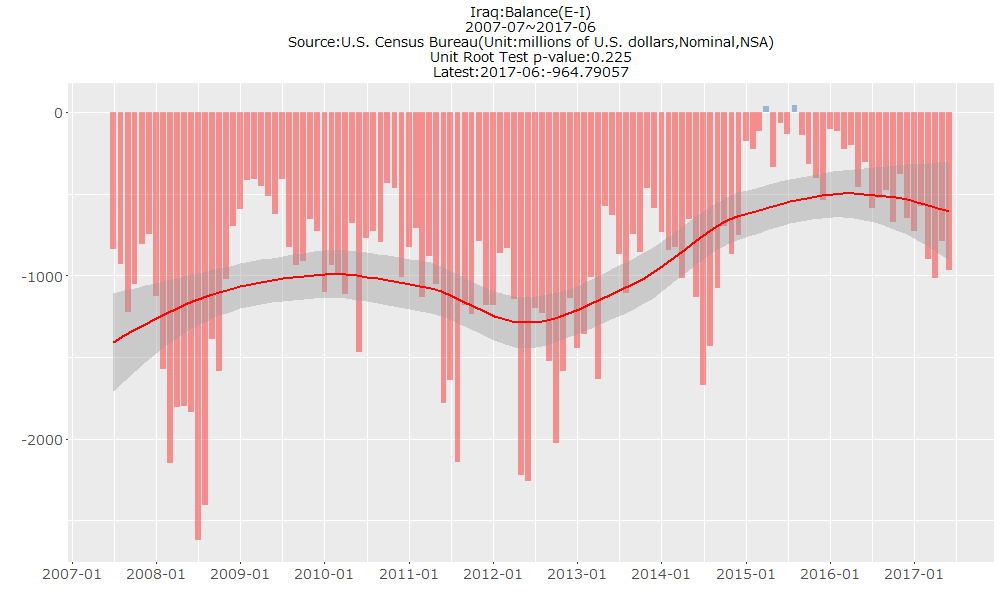 Iraq:Balance(E-I)
2007-07~2017-06
Source:U.S. Census Bureau(Unit:millions of U.S. dollars,Nominal,NSA)
Unit Root Test p-value:0.225
Latest:2017-06:-964.79057
0
-1000
-2000
2007-01 2008-01 2009-01 2010-01 2011-01 2012-01 2013-01 2014-01 2015-01 2016-01 2017-01